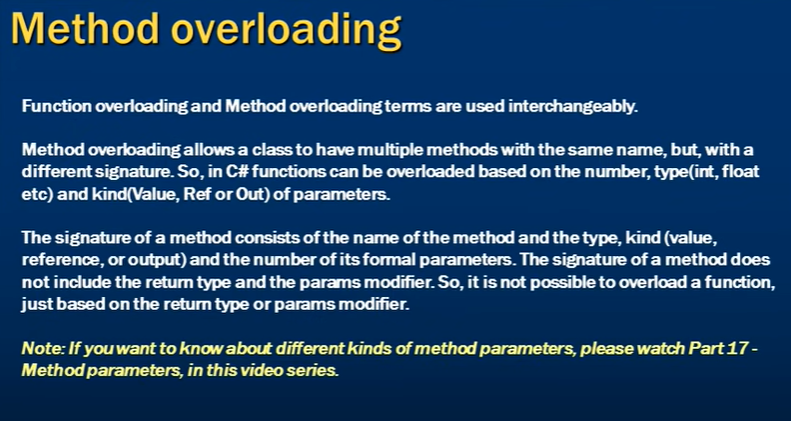 Method overloading
Function overloading and Method overloading terms are used interchangeably.
Method overloading allows a class to have multiple methods with the same name, but, with a
different signature. So, in C# functions can be overloaded based on the number, type(int, float
etc) and kind(Value, Ref or Out) of parameters.
The signature of a method consists of the name of the method and the type, kind (value,
reference, or output) and the number of its formal parameters. The signature of a method does
not include the return type and the params modifier. So, it is not possible to overload a function,
just based on the return type or params modifier.
Note: If you want to know about different kinds of method parameters, please watch Part 17 -
Method parameters, in this video series.